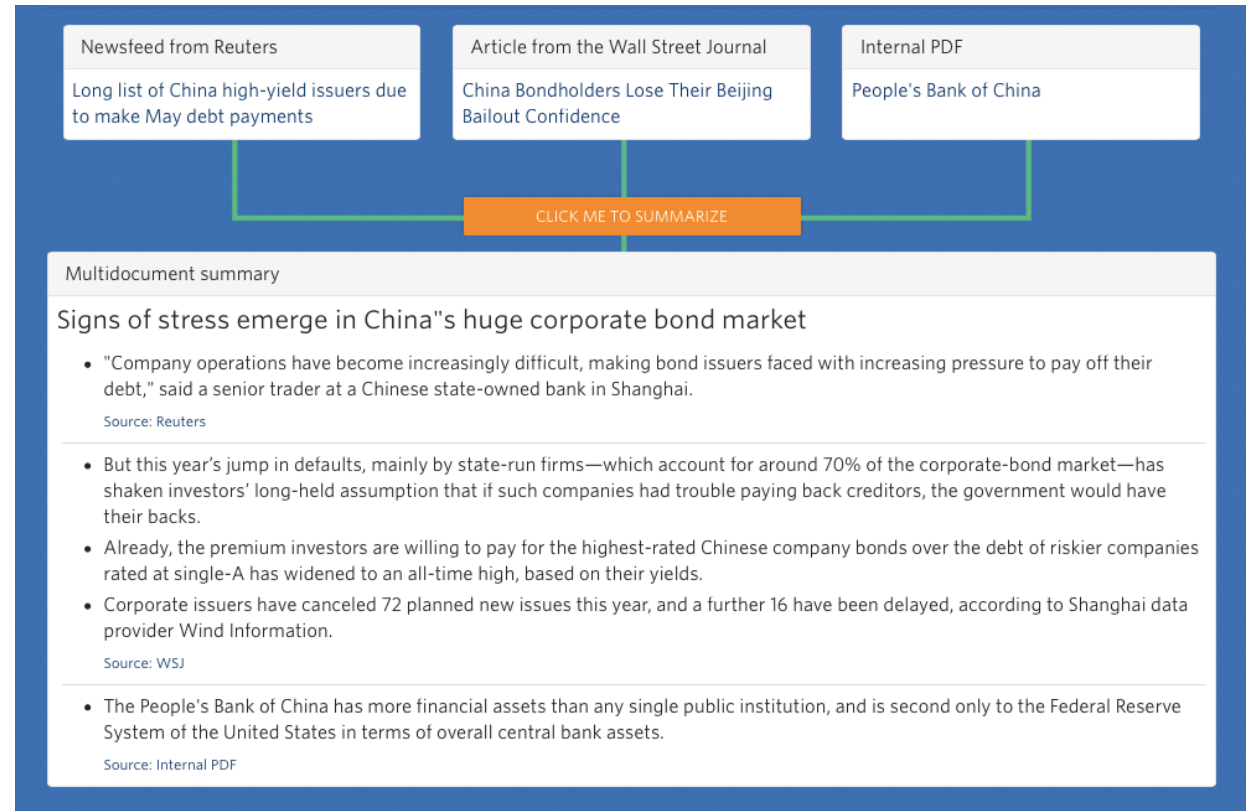 Newsfeed from Reuters
Long list of China high-yield issuers due
to make May debt payments
Article from the Wall Street Journal
China Bondholders Lose Their Beijing
Bailout Confidence
Internal PDF
People's Bank of China
CLICK ME TO SUMMARIZE
Multidocument summary
Signs of stress emerge in China"s huge corporate bond market
• "Company operations have become increasingly difficult, making bond issuers faced with increasing pressure to pay off their
debt," said a senior trader at a Chinese state-owned bank in Shanghai.
Source: Reuters
• But this year’s jump in defaults, mainly by state-run firms—which account for around 70% of the corporate-bond market—has
shaken investors’ long-held assumption that if such companies had trouble paying back creditors, the government would have
their backs.
• Already, the premium investors are willing to pay for the highest-rated Chinese company bonds over the debt of riskier companies
rated at single-A has widened to an all-time high, based on their yields.
• Corporate issuers have canceled 72 planned new issues this year, and a further 16 have been delayed, according to Shanghai data
provider Wind Information.
Source: WSJ
• The People's Bank of China has more financial assets than any single public institution, and is second only to the Federal Reserve
System of the United States in terms of overall central bank assets.
Source: Internal PDF